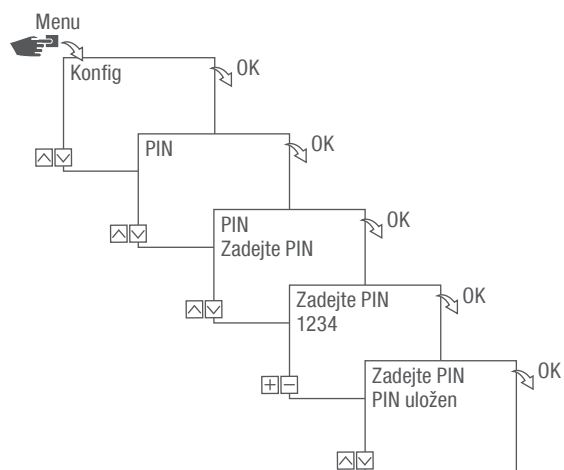 Menu
Konfig
OK
PIN
OK
PIN
Zadejte PIN
OK
Zadejte PIN
1234
OK
Zadejte PIN
PIN uložen
OK